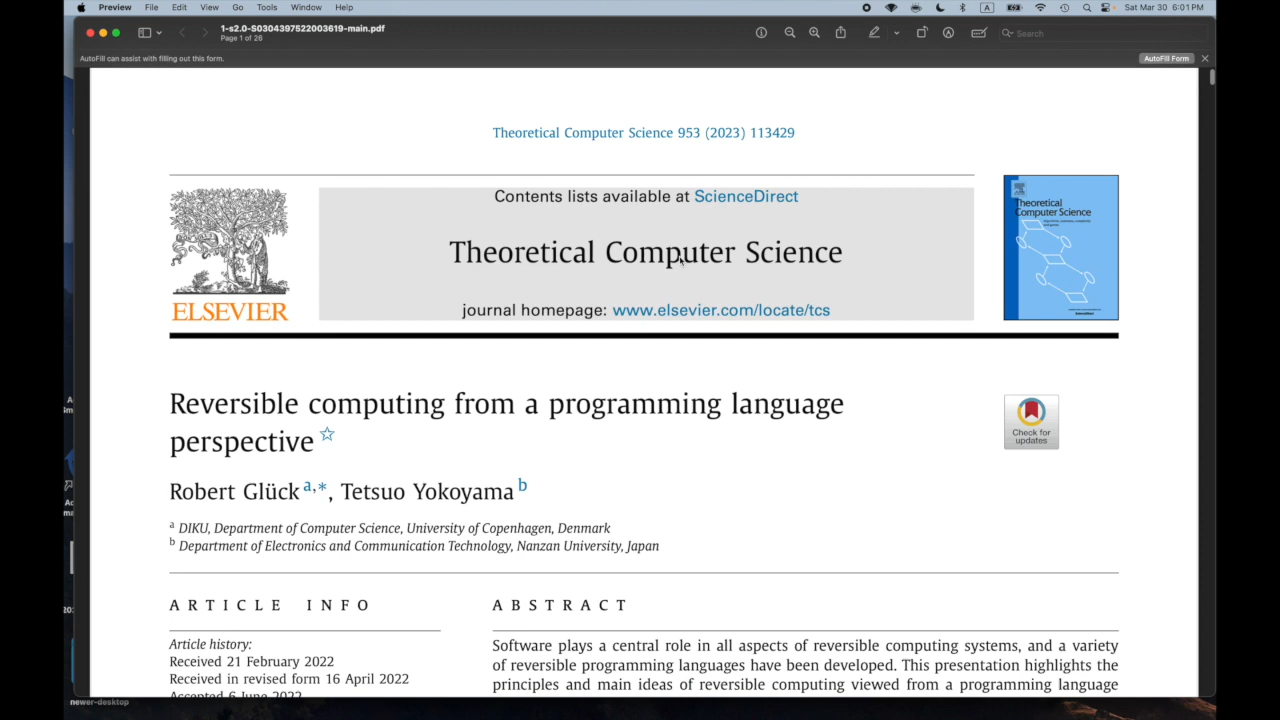 Preview File Edit View Go Tools Window Help
A
Sat Mar 30 6:01 PM
1-s2.0-S0304397522003619-main.pdf
Page 1 of 26
Search
AutoFill can assist with filling out this form.
AutoFill Form
Theoretical Computer Science 953 (2023) 113429
Contents lists available at ScienceDirect
Theoretical Computer Science
journal homepage: www.elsevier.com/locate/tcs
ELSEVIER
Theoretical
Computer Science
Reversible computing from a programming language
perspective ☆
Check for
updates
Robert Glück a,*, Tetsuo Yokoyama b
a DIKU, Department of Computer Science, University of Copenhagen, Denmark
b Department of Electronics and Communication Technology, Nanzan University, Japan
ARTICLE INFO
Article history:
Received 21 February 2022
Received in revised form 16 April 2022
Accepted 6 June 2022
ABSTRACT
Software plays a central role in all aspects of reversible computing systems, and a variety
of reversible programming languages have been developed. This presentation highlights the
principles and main ideas of reversible computing viewed from a programming language
newer-desktop